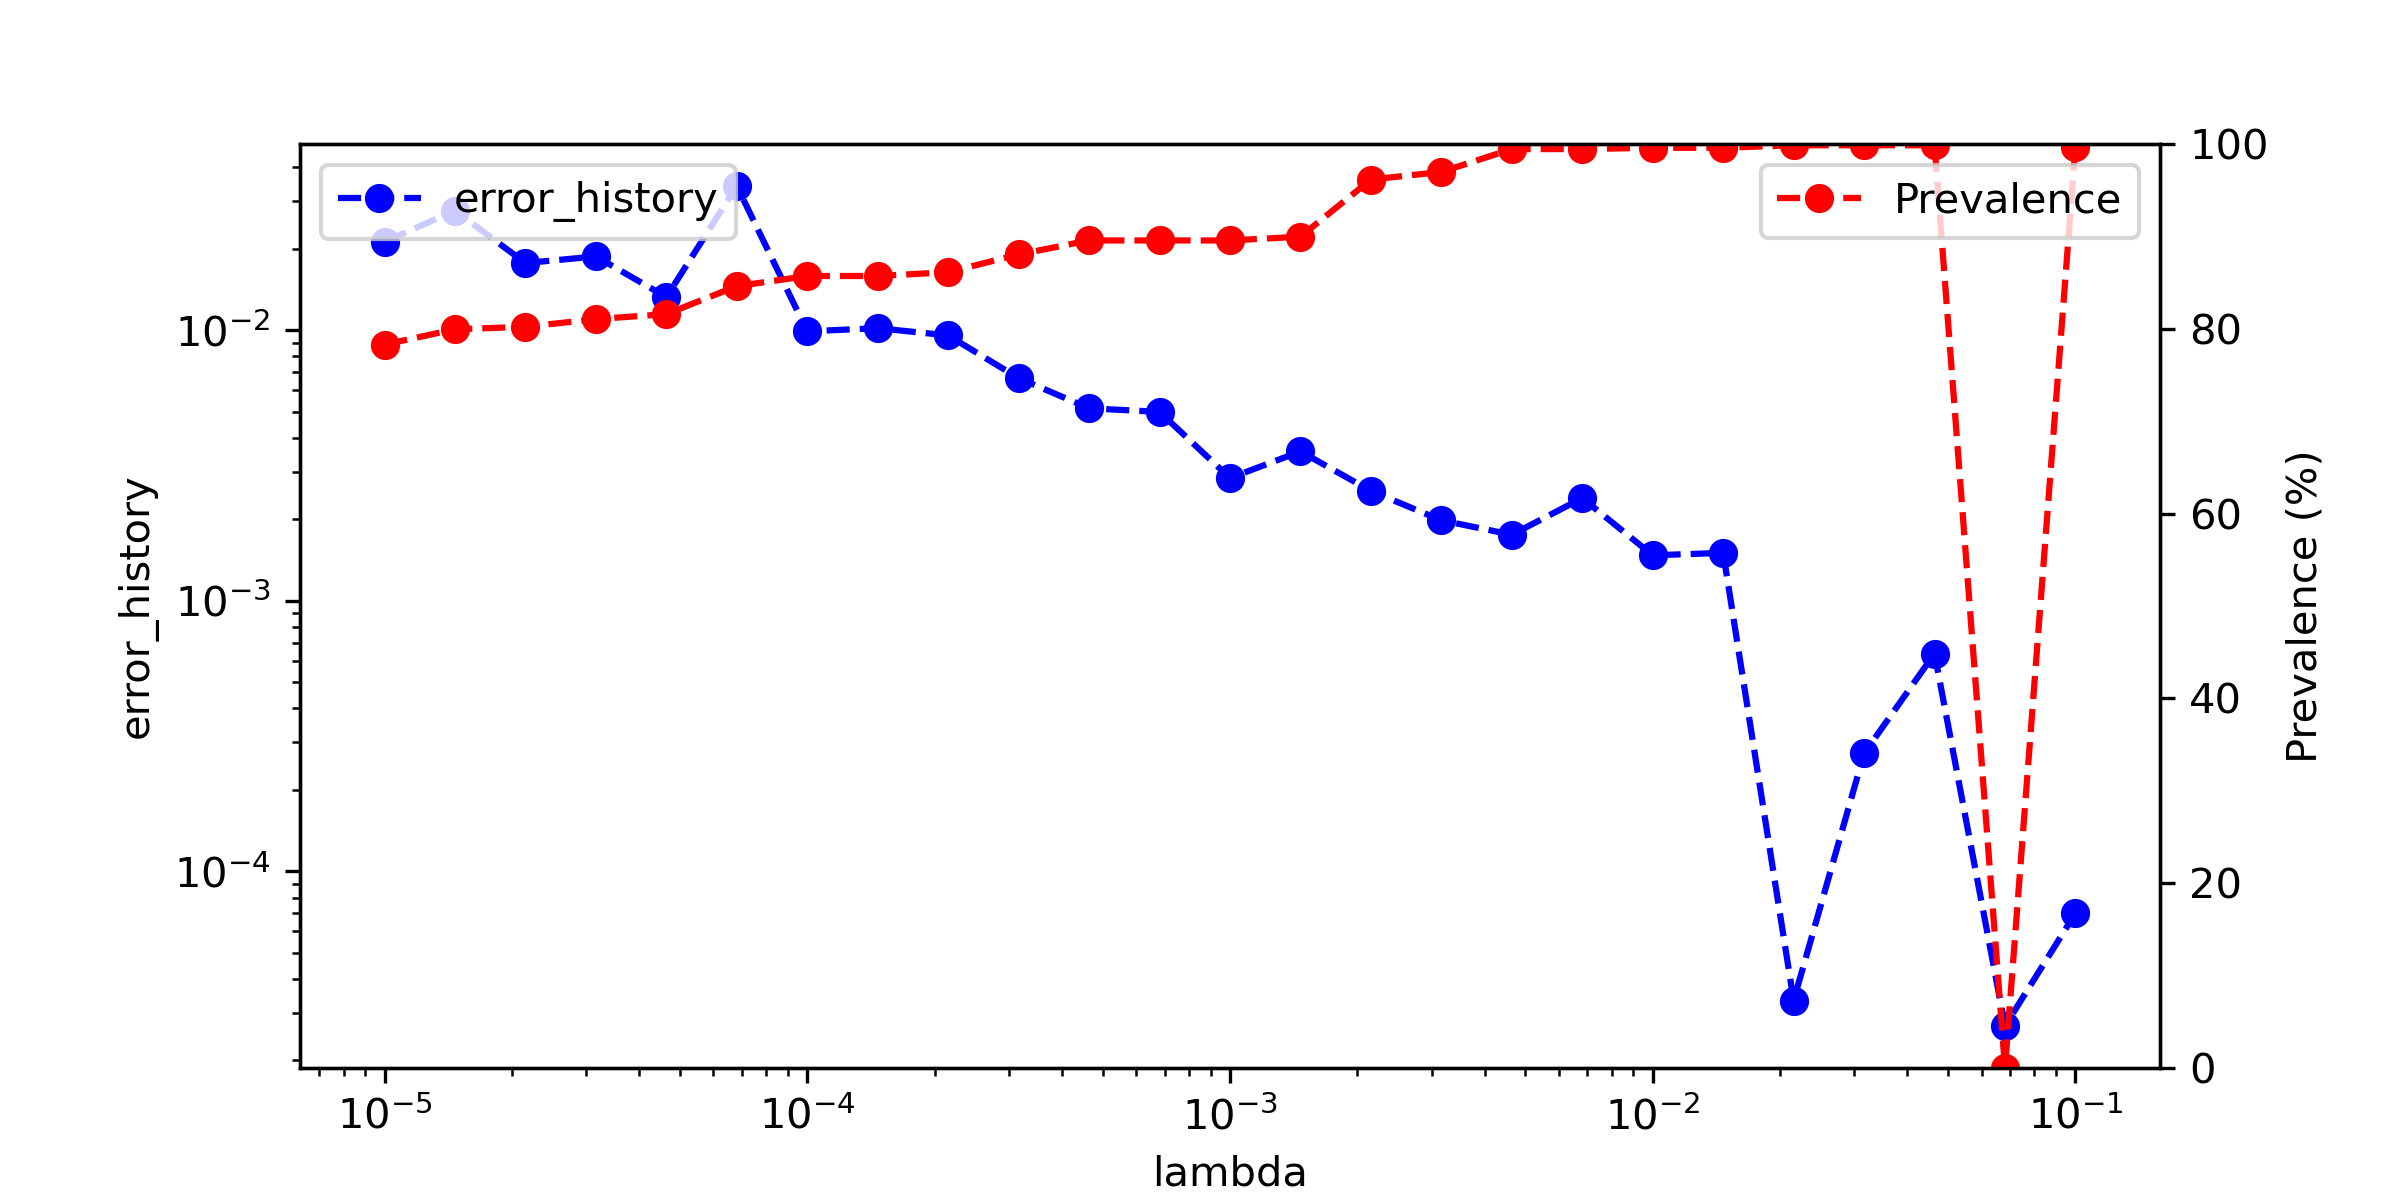 error_history
Prevalence
10⁻²
10⁻³
10⁻⁴
error_history
100
80
60
40
20
0
Prevalence (%)
10⁻⁵
10⁻⁴
10⁻³
10⁻²
10⁻¹
lambda